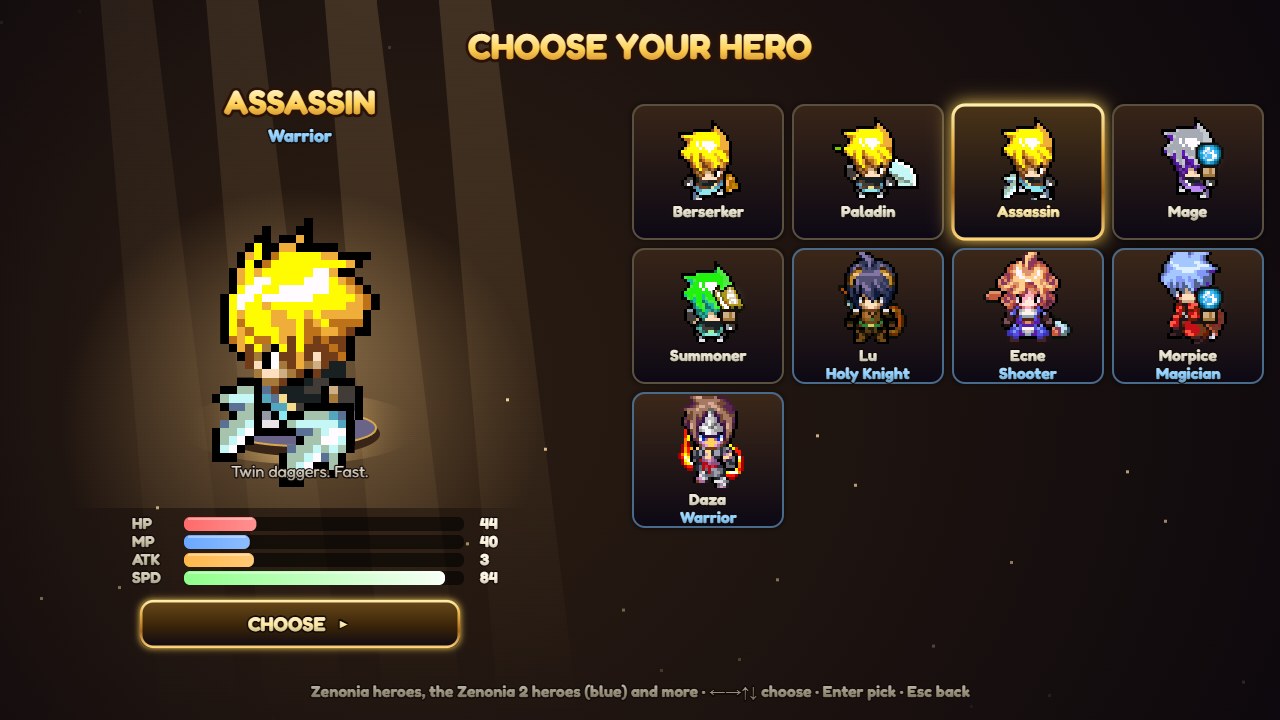 CHOOSE YOUR HERO
ASSASSIN
Warrior
Twin daggers. Fast.
HP 44
MP 40
ATK 3
SPD 84
CHOOSE ▸
Berserker
Paladin
Assassin
Mage
Summoner
Lu
Holy Knight
Ecne
Shooter
Morpice
Magician
Daza
Warrior
Zenonia heroes, the Zenonia 2 heroes (blue) and more · ←→↑↓ choose · Enter pick · Esc back